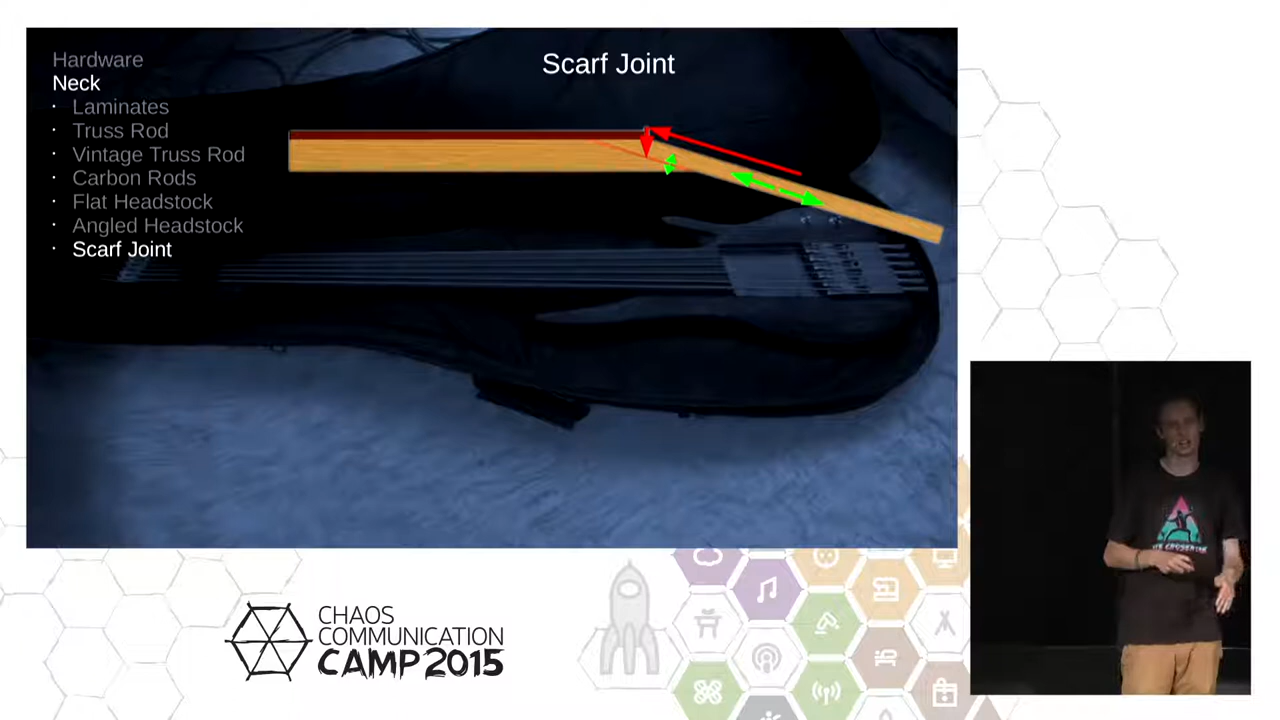 Scarf Joint
Hardware
Neck
· Laminates
· Truss Rod
· Vintage Truss Rod
· Carbon Rods
· Flat Headstock
· Angled Headstock
· Scarf Joint
CHAOS
COMMUNICATION
CAMP 2015